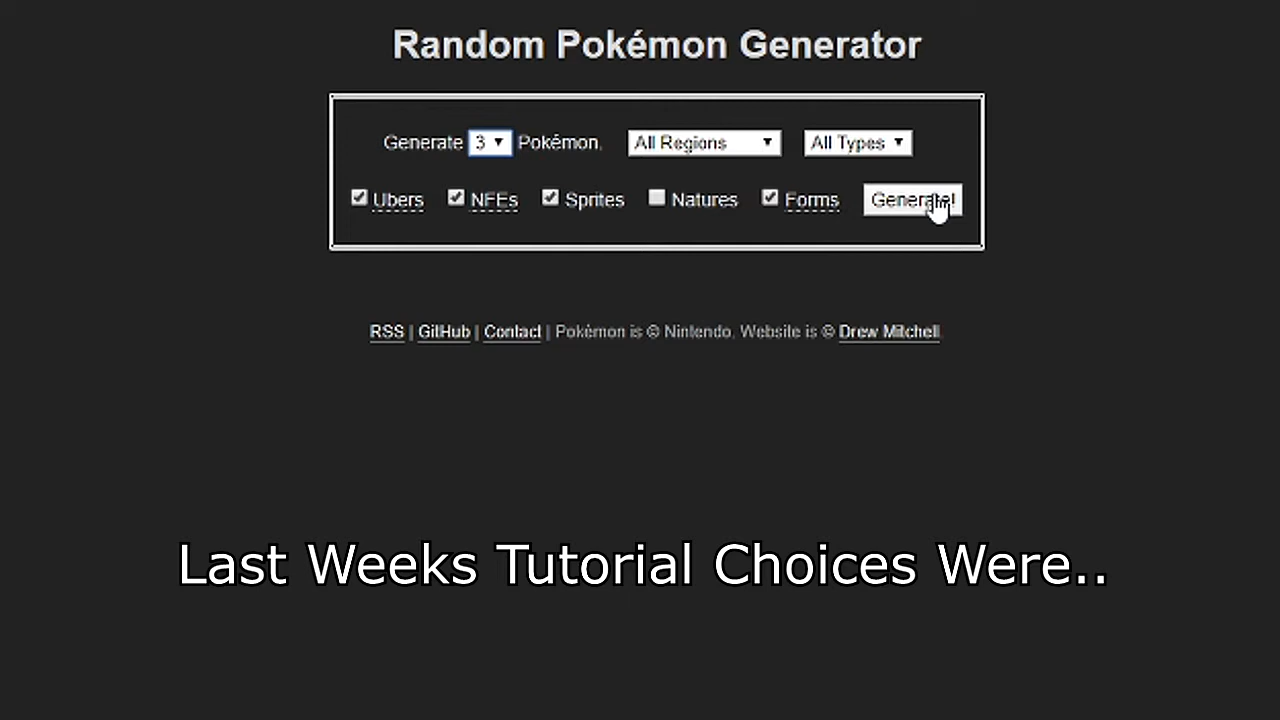 Random Pokémon Generator
Generate 3 Pokémon. All Regions All Types
Ubers NFEs Sprites Natures Forms Generate!
RSS | GitHub | Contact | Pokémon is © Nintendo. Website is © Drew Mitchell.
Last Weeks Tutorial Choices Were..